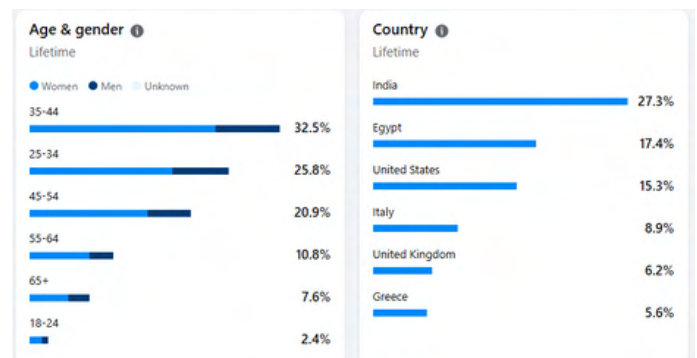 Age & gender
Lifetime
Women Men Unknown
35-44
32.5%
25-34
25.8%
45-54
20.9%
55-64
10.8%
65+
7.6%
18-24
2.4%
Country
Lifetime
India
27.3%
Egypt
17.4%
United States
15.3%
Italy
8.9%
United Kingdom
6.2%
Greece
5.6%